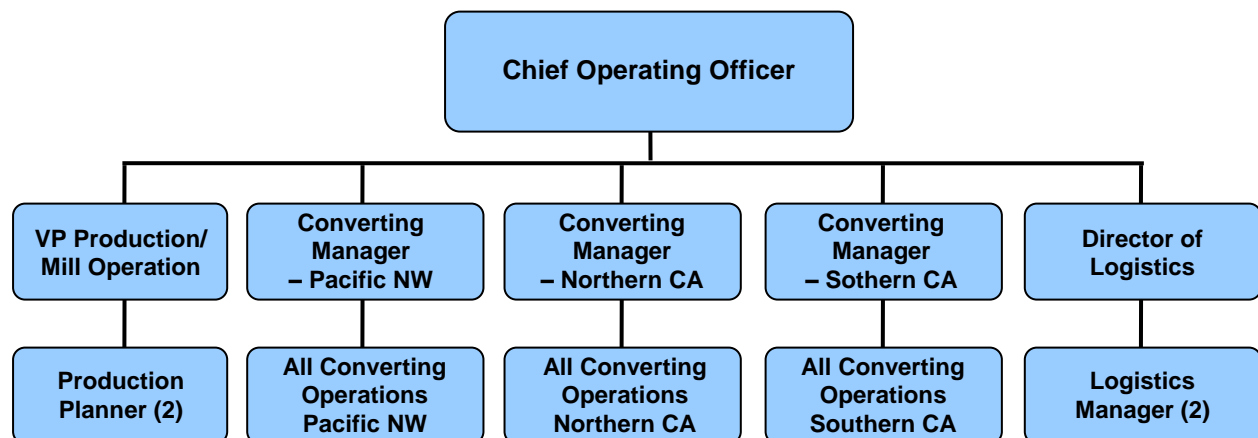 Chief Operating Officer
VP Production/
Mill Operation
Converting
Manager
– Pacific NW
Converting
Manager
– Northern CA
Converting
Manager
– Sothern CA
Director of
Logistics
Production
Planner (2)
All Converting
Operations
Pacific NW
All Converting
Operations
Northern CA
All Converting
Operations
Southern CA
Logistics
Manager (2)